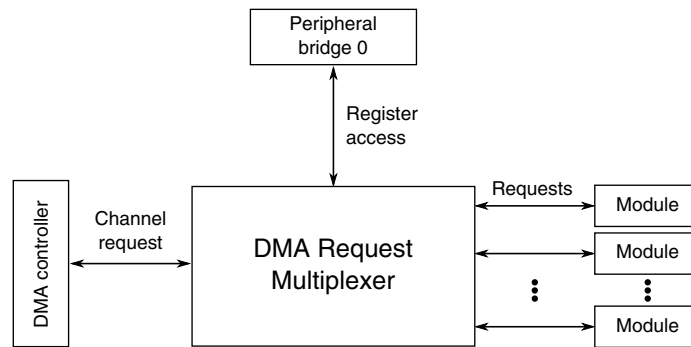 Peripheral
bridge 0
Register
access
DMA controller
Channel
request
DMA Request
Multiplexer
Requests
Module
Module
Module